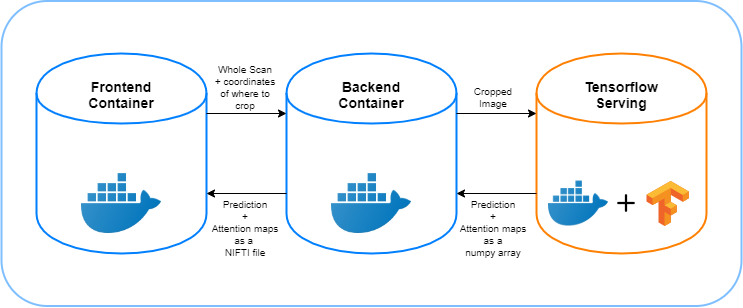 Frontend
Container
Whole Scan
+ coordinates
of where to
crop
Backend
Container
Cropped
Image
Tensorflow
Serving
Prediction
+
Attention maps
as a
NIFTI file
Prediction
+
Attention maps
as a
numpy array
+